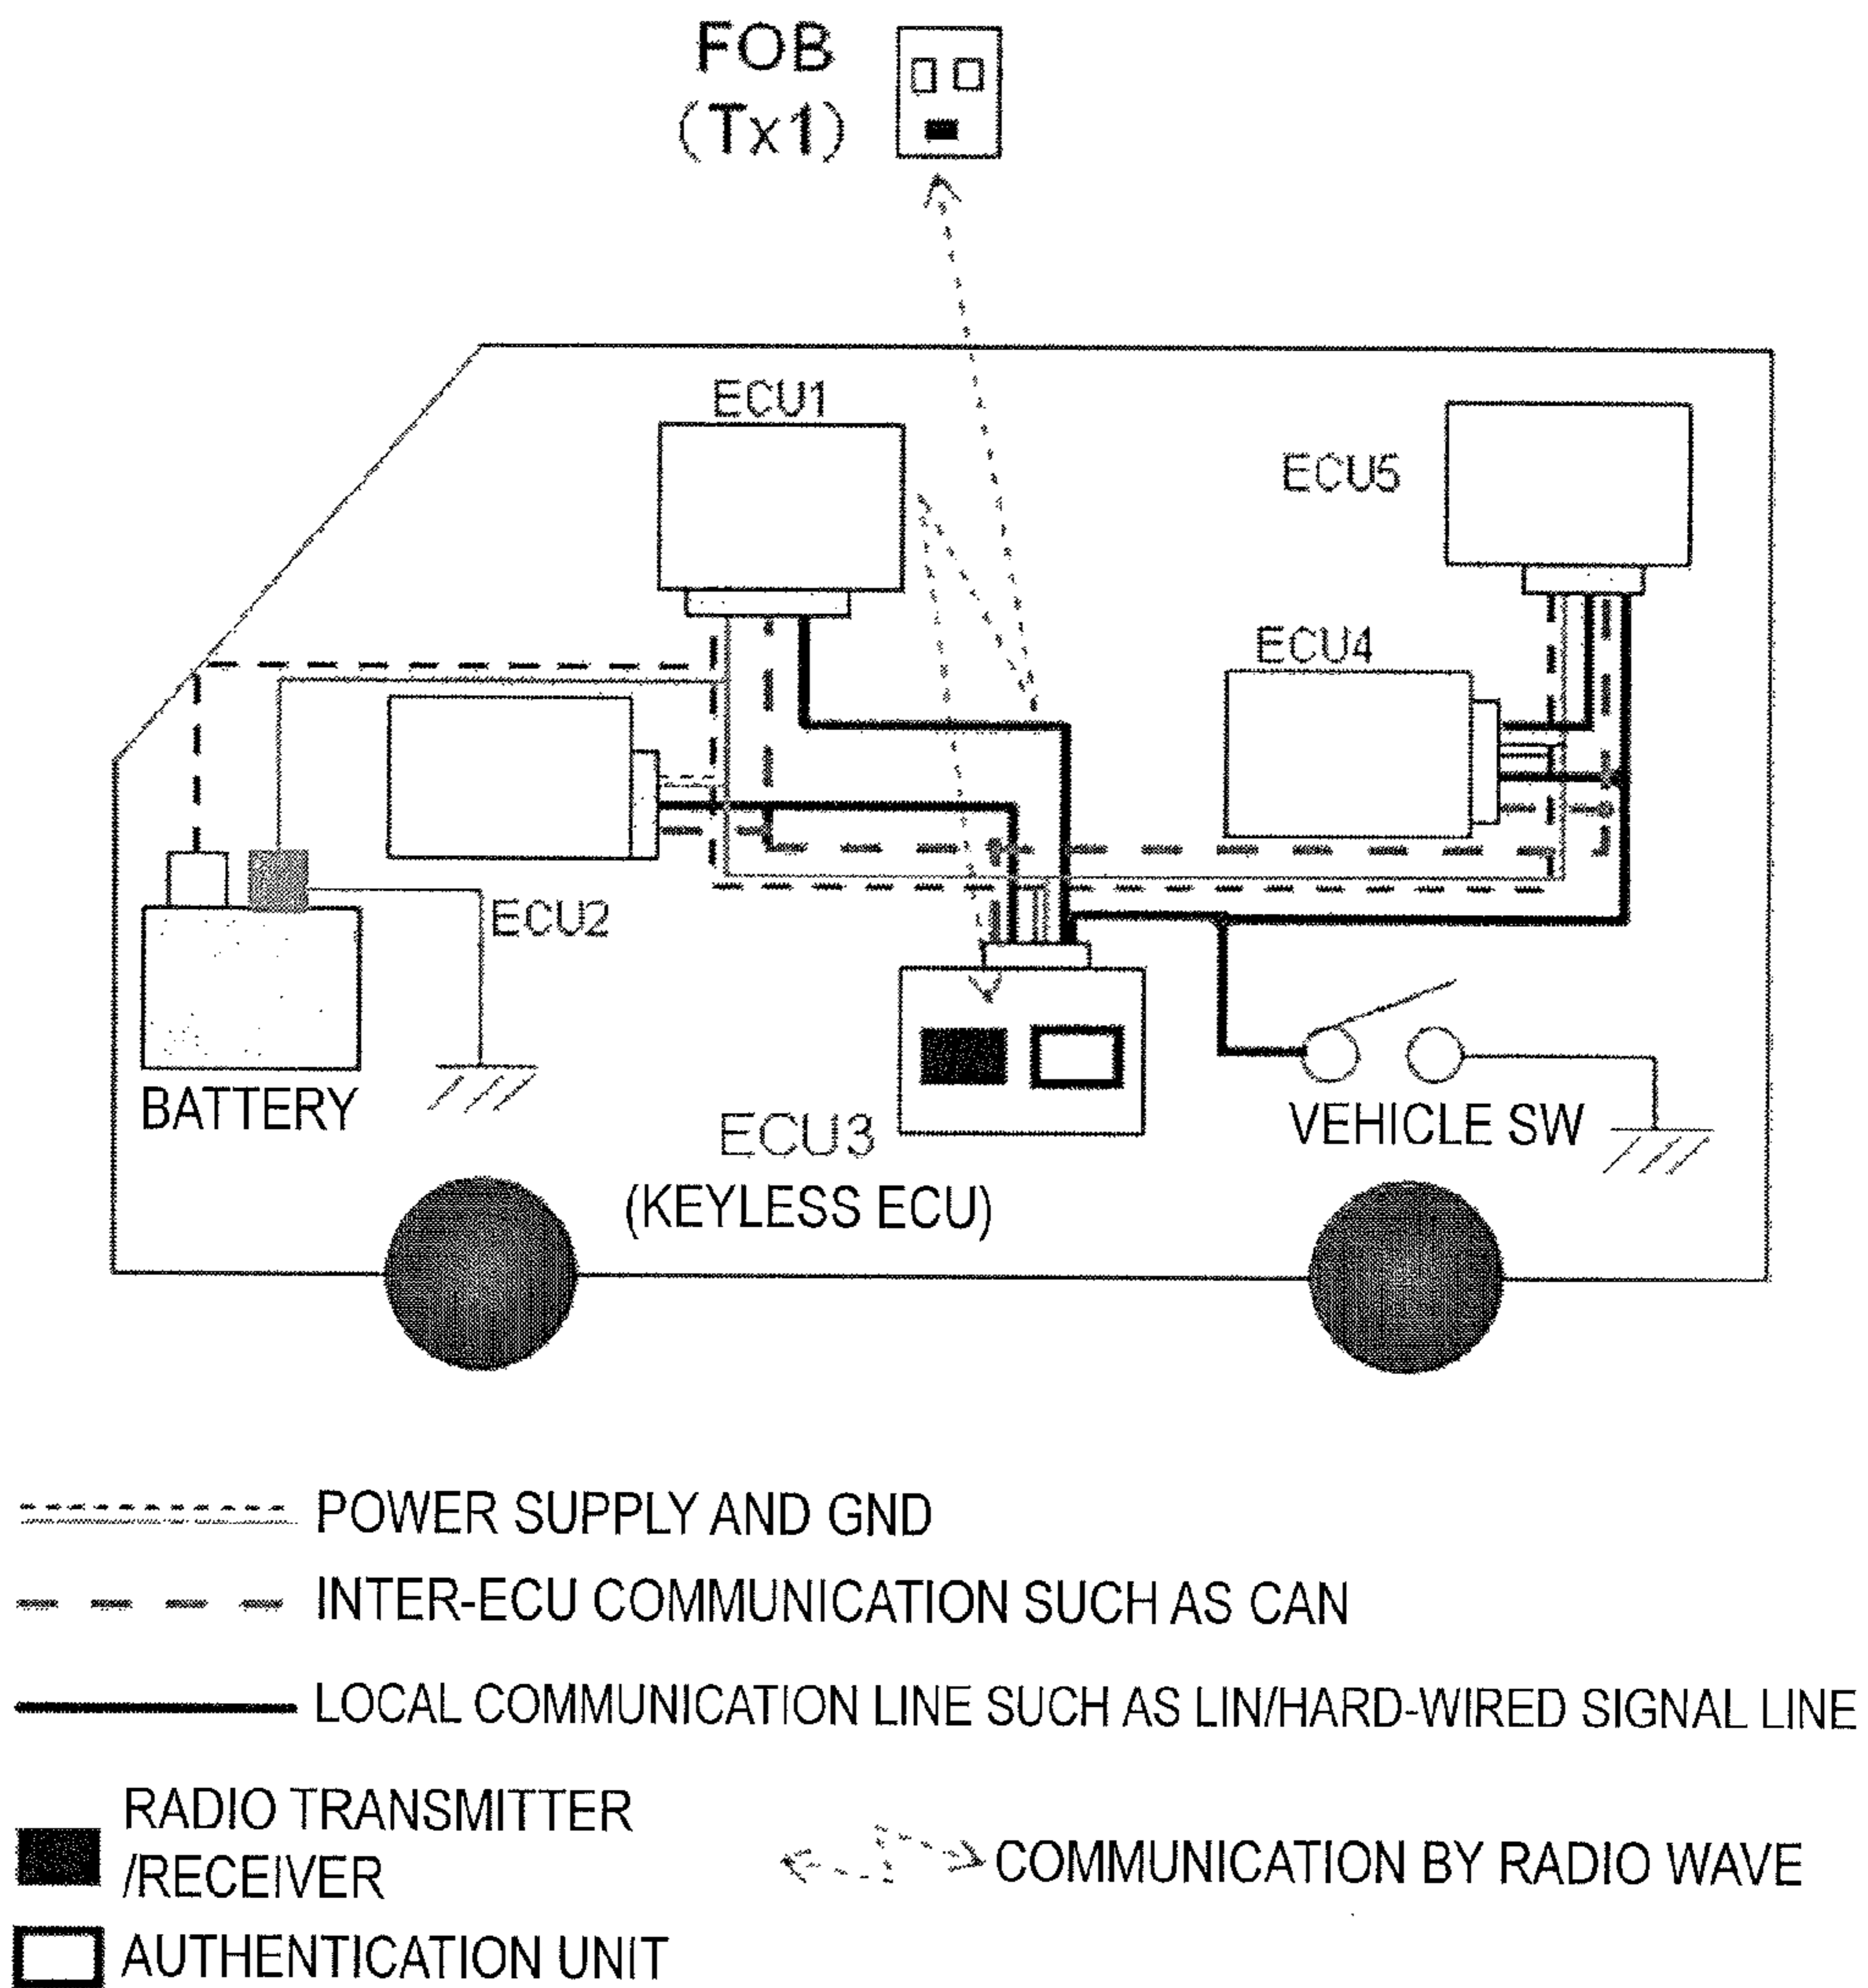 FOB
(Tx1)
ECU1
ECU5
ECU4
ECU2
BATTERY
ECU3
(KEYLESS ECU)
VEHICLE SW
POWER SUPPLY AND GND
INTER-ECU COMMUNICATION SUCH AS CAN
LOCAL COMMUNICATION LINE SUCH AS LIN/HARD-WIRED SIGNAL LINE
RADIO TRANSMITTER
/RECEIVER
COMMUNICATION BY RADIO WAVE
AUTHENTICATION UNIT